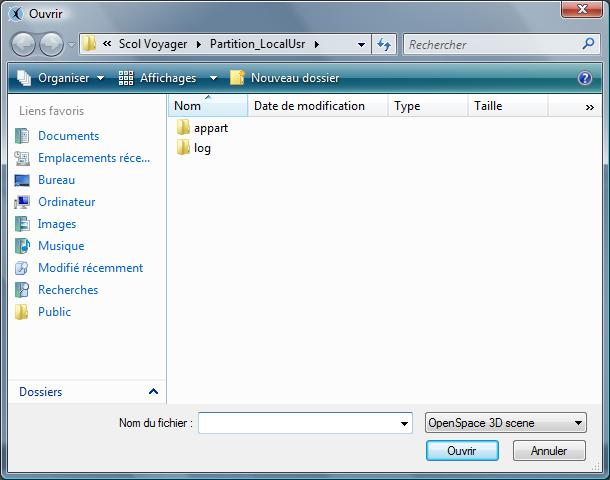 Ouvrir
« Scol Voyager Partition_LocalUsr Rechercher
Organiser Affichages Nouveau dossier ?
Liens favoris
Nom Date de modification Type Taille »
Documents
Emplacements réce...
Bureau
Ordinateur
Images
Musique
Modifié récemment
Recherches
Public
appart
log
Dossiers
Nom du fichier : OpenSpace 3D scene
Ouvrir Annuler